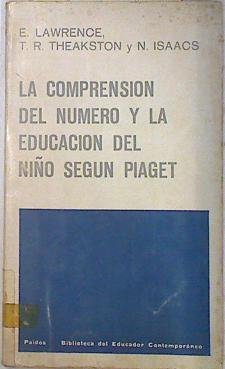 E. LAWRENCE,
T. R. THEAKSTON y N. ISAACS
LA COMPRENSION
DEL NUMERO Y LA
EDUCACION DEL
NIÑO SEGUN PIAGET
Paidos Biblioteca del Educador Contemporáneo